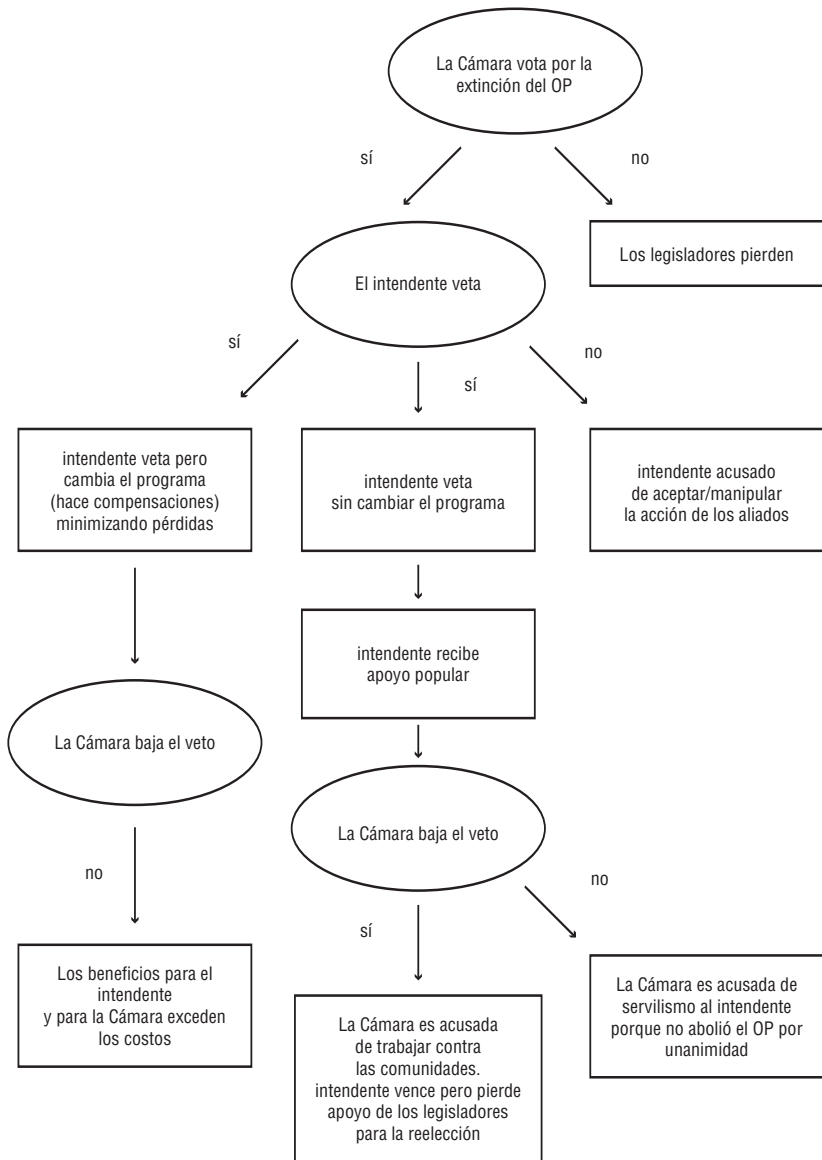 La Cámara vota por la
extinción del OP
sí
no
Los legisladores pierden
El intendente veta
sí
sí
no
intendente veta pero
cambia el programa
(hace compensaciones)
minimizando pérdidas
intendente veta
sin cambiar el programa
intendente acusado
de aceptar/manipular
la acción de los aliados
intendente recibe
apoyo popular
La Cámara baja el veto
La Cámara baja el veto
no
sí
no
Los beneficios para el
intendente
y para la Cámara exceden
los costos
La Cámara es acusada
de trabajar contra
las comunidades.
intendente vence pero pierde
apoyo de los legisladores
para la reelección
La Cámara es acusada de
servilismo al intendente
porque no abolió el OP por
unanimidad